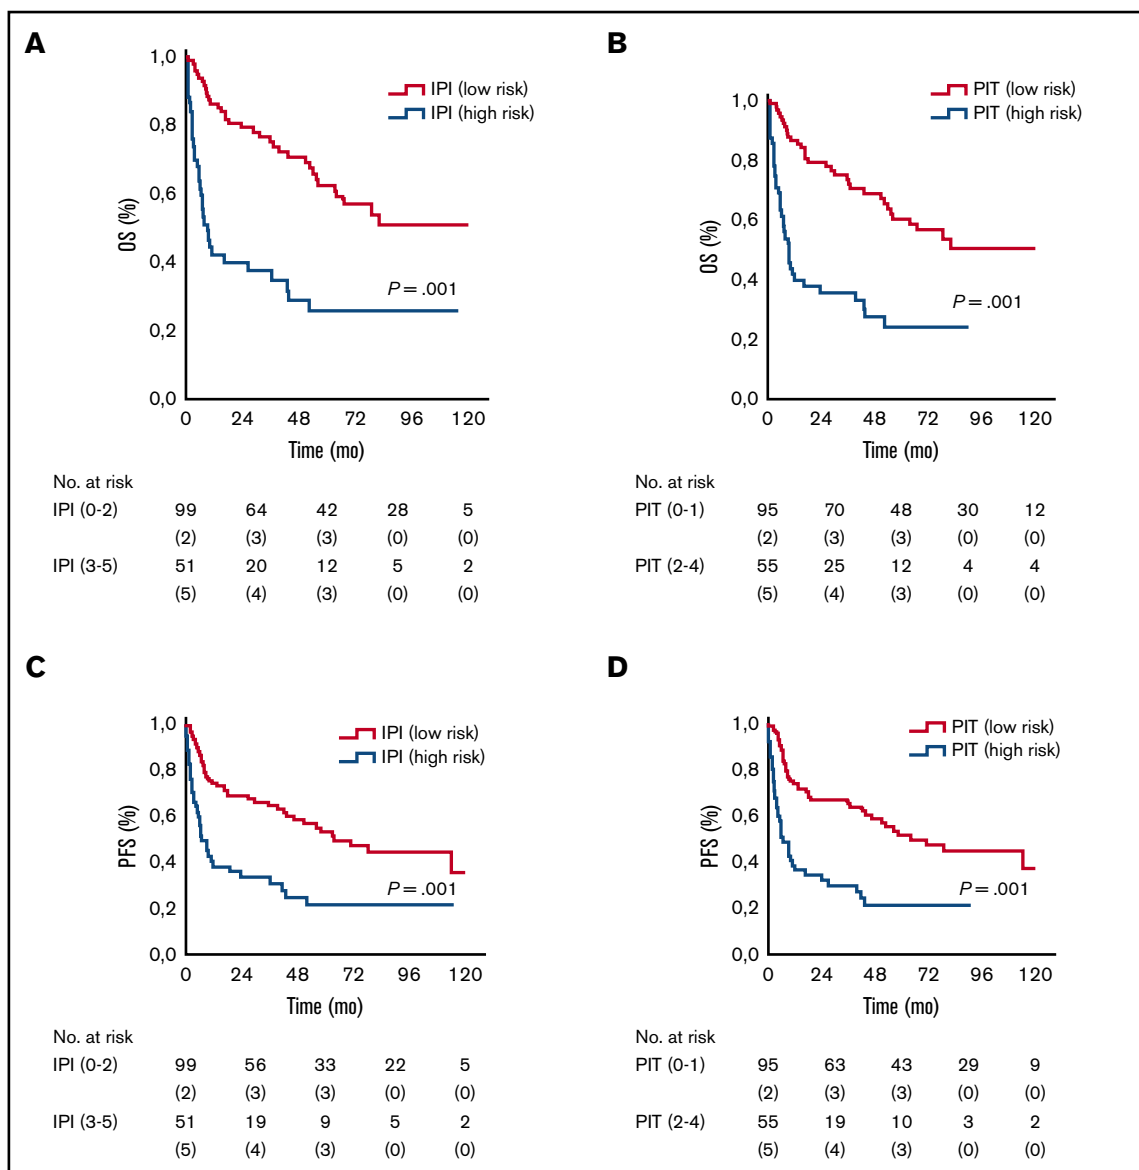 A
1,0
0,8
0,6
0,4
0,2
0,0
OS (%)
IPI (low risk)
IPI (high risk)
P = .001
0 24 48 72 96 120
Time (mo)
No. at risk
IPI (0-2) 99 64 42 28 5
(2) (3) (3) (0) (0)
IPI (3-5) 51 20 12 5 2
(5) (4) (3) (0) (0)
B
1,0
0,8
0,6
0,4
0,2
0,0
OS (%)
PIT (low risk)
PIT (high risk)
P = .001
0 24 48 72 96 120
Time (mo)
No. at risk
PIT (0-1) 95 70 48 30 12
(2) (3) (3) (0) (0)
PIT (2-4) 55 25 12 4 4
(5) (4) (3) (0) (0)
C
1,0
0,8
0,6
0,4
0,2
0,0
PFS (%)
IPI (low risk)
IPI (high risk)
P = .001
0 24 48 72 96 120
Time (mo)
No. at risk
IPI (0-2) 99 56 33 22 5
(2) (3) (3) (0) (0)
IPI (3-5) 51 19 9 5 2
(5) (4) (3) (0) (0)
D
1,0
0,8
0,6
0,4
0,2
0,0
PFS (%)
PIT (low risk)
PIT (high risk)
P = .001
0 24 48 72 96 120
Time (mo)
No. at risk
PIT (0-1) 95 63 43 29 9
(2) (3) (3) (0) (0)
PIT (2-4) 55 19 10 3 2
(5) (4) (3) (0) (0)